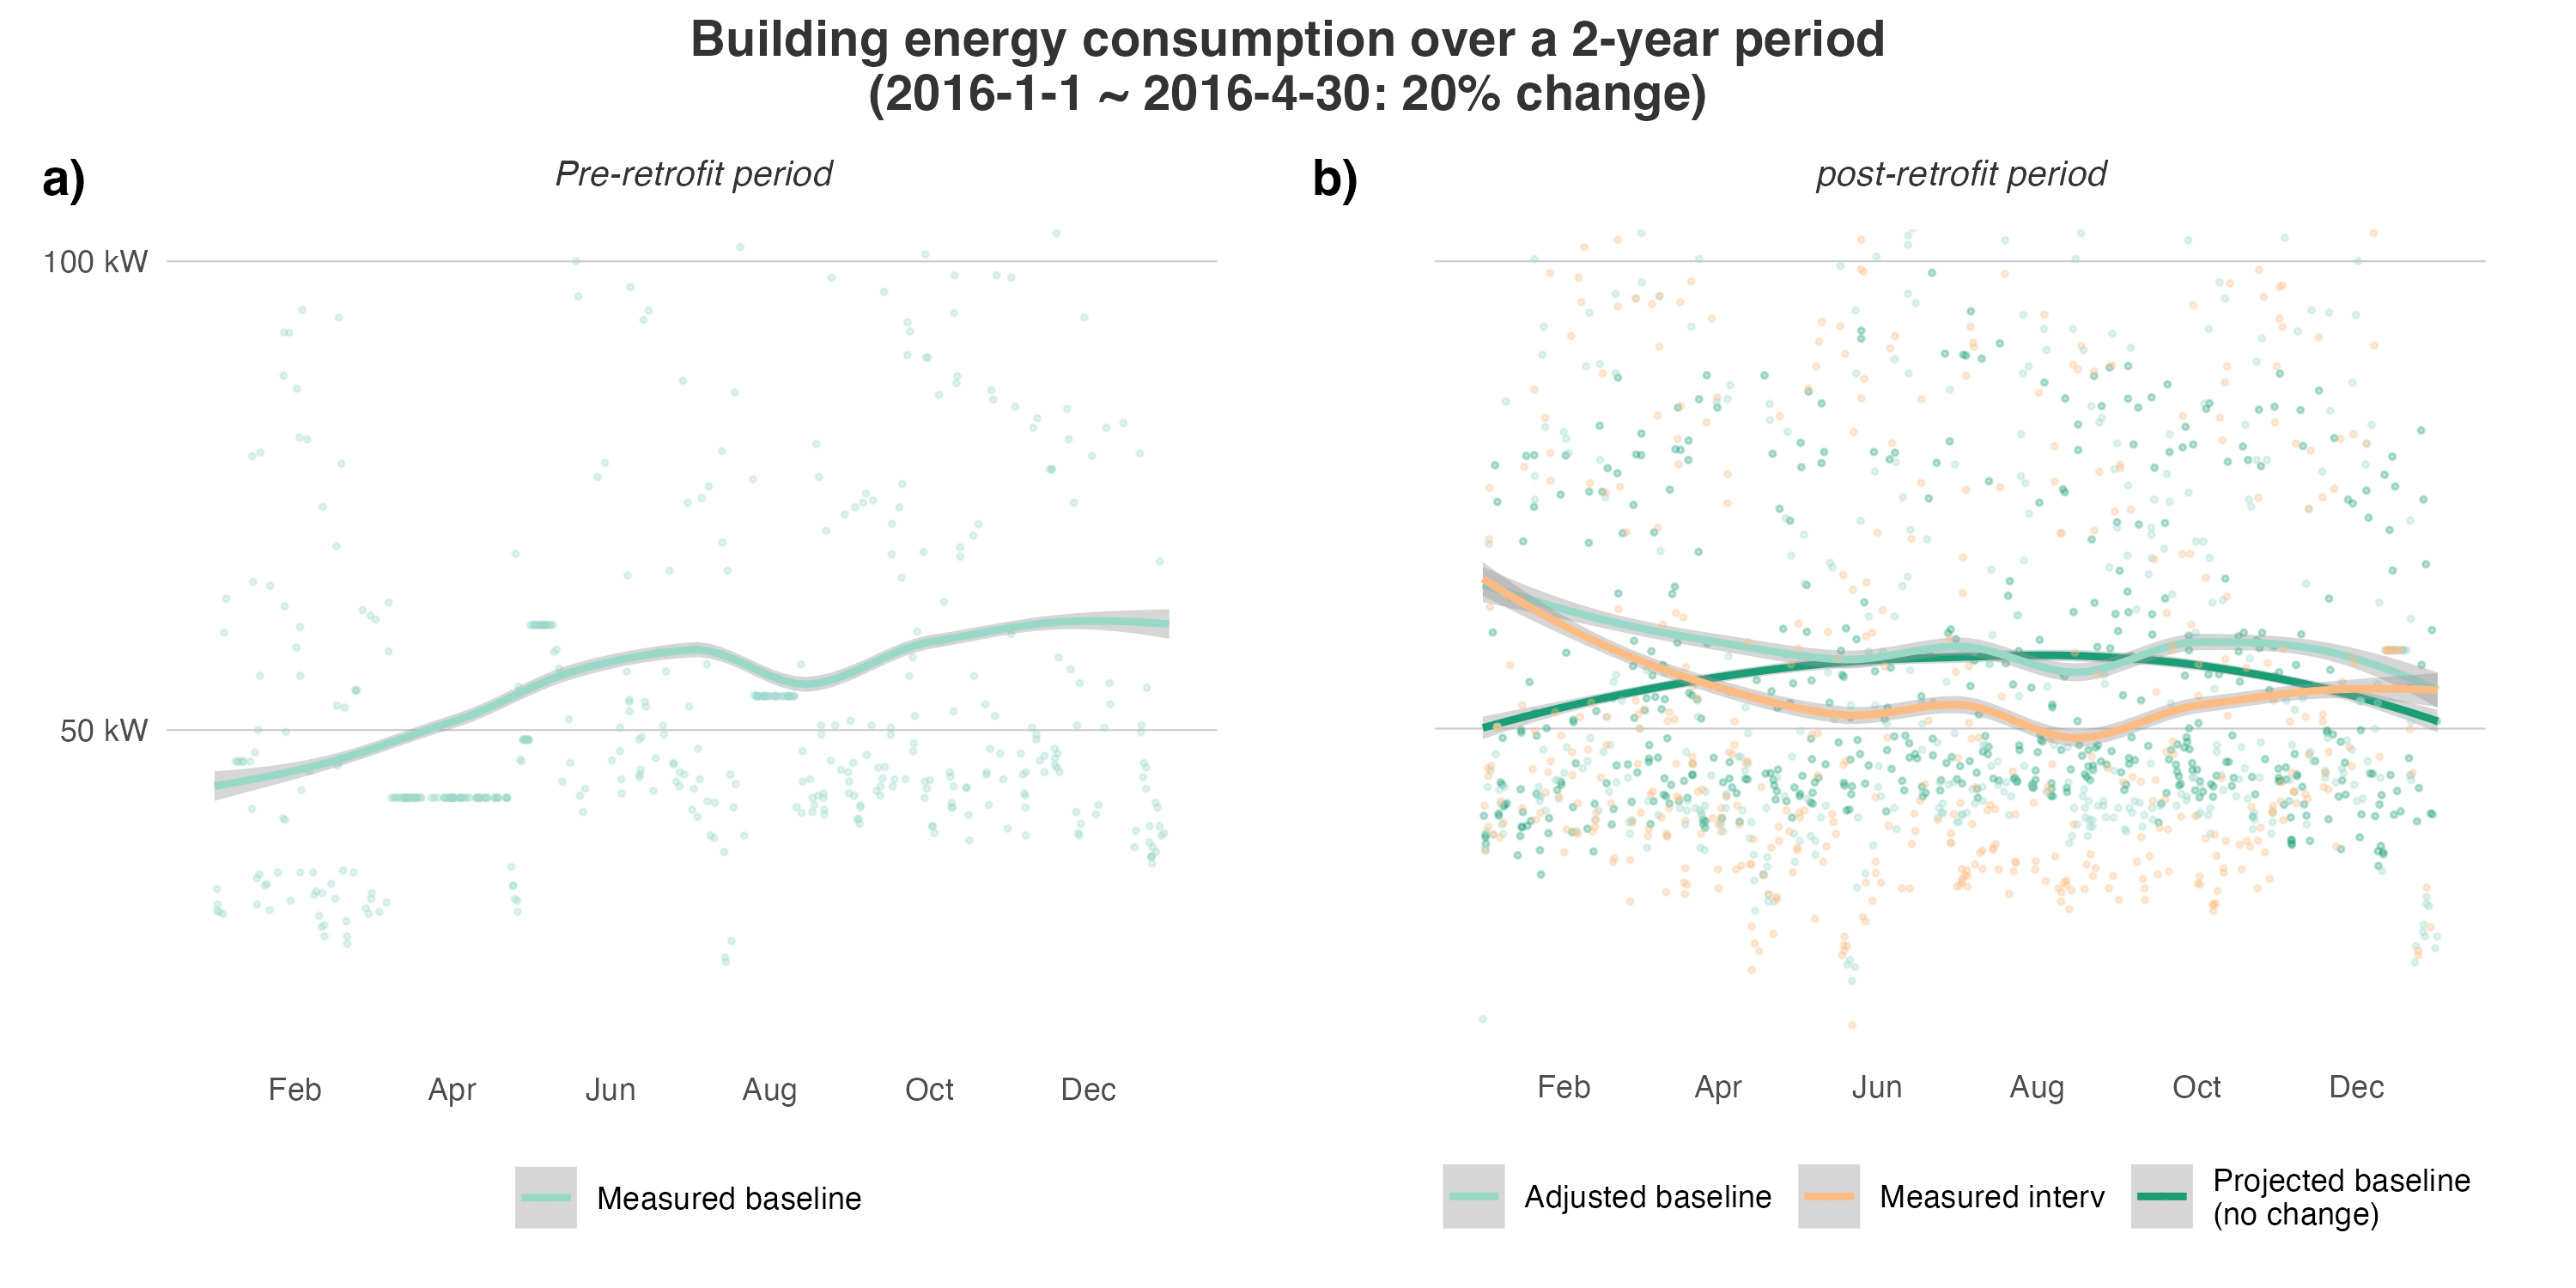 Building energy consumption over a 2-year period
(2016-1-1 ~ 2016-4-30: 20% change)
a)
Pre-retrofit period
100 kW
50 kW
Feb Apr Jun Aug Oct Dec
Measured baseline
b)
post-retrofit period
Feb Apr Jun Aug Oct Dec
Adjusted baseline
Measured interv
Projected baseline
(no change)